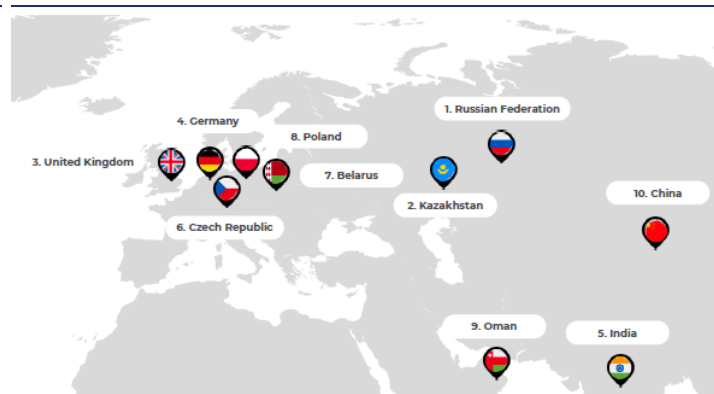 1. Russian Federation
4. Germany
8. Poland
3. United Kingdom
7. Belarus
10. China
2. Kazakhstan
6. Czech Republic
9. Oman
5. India